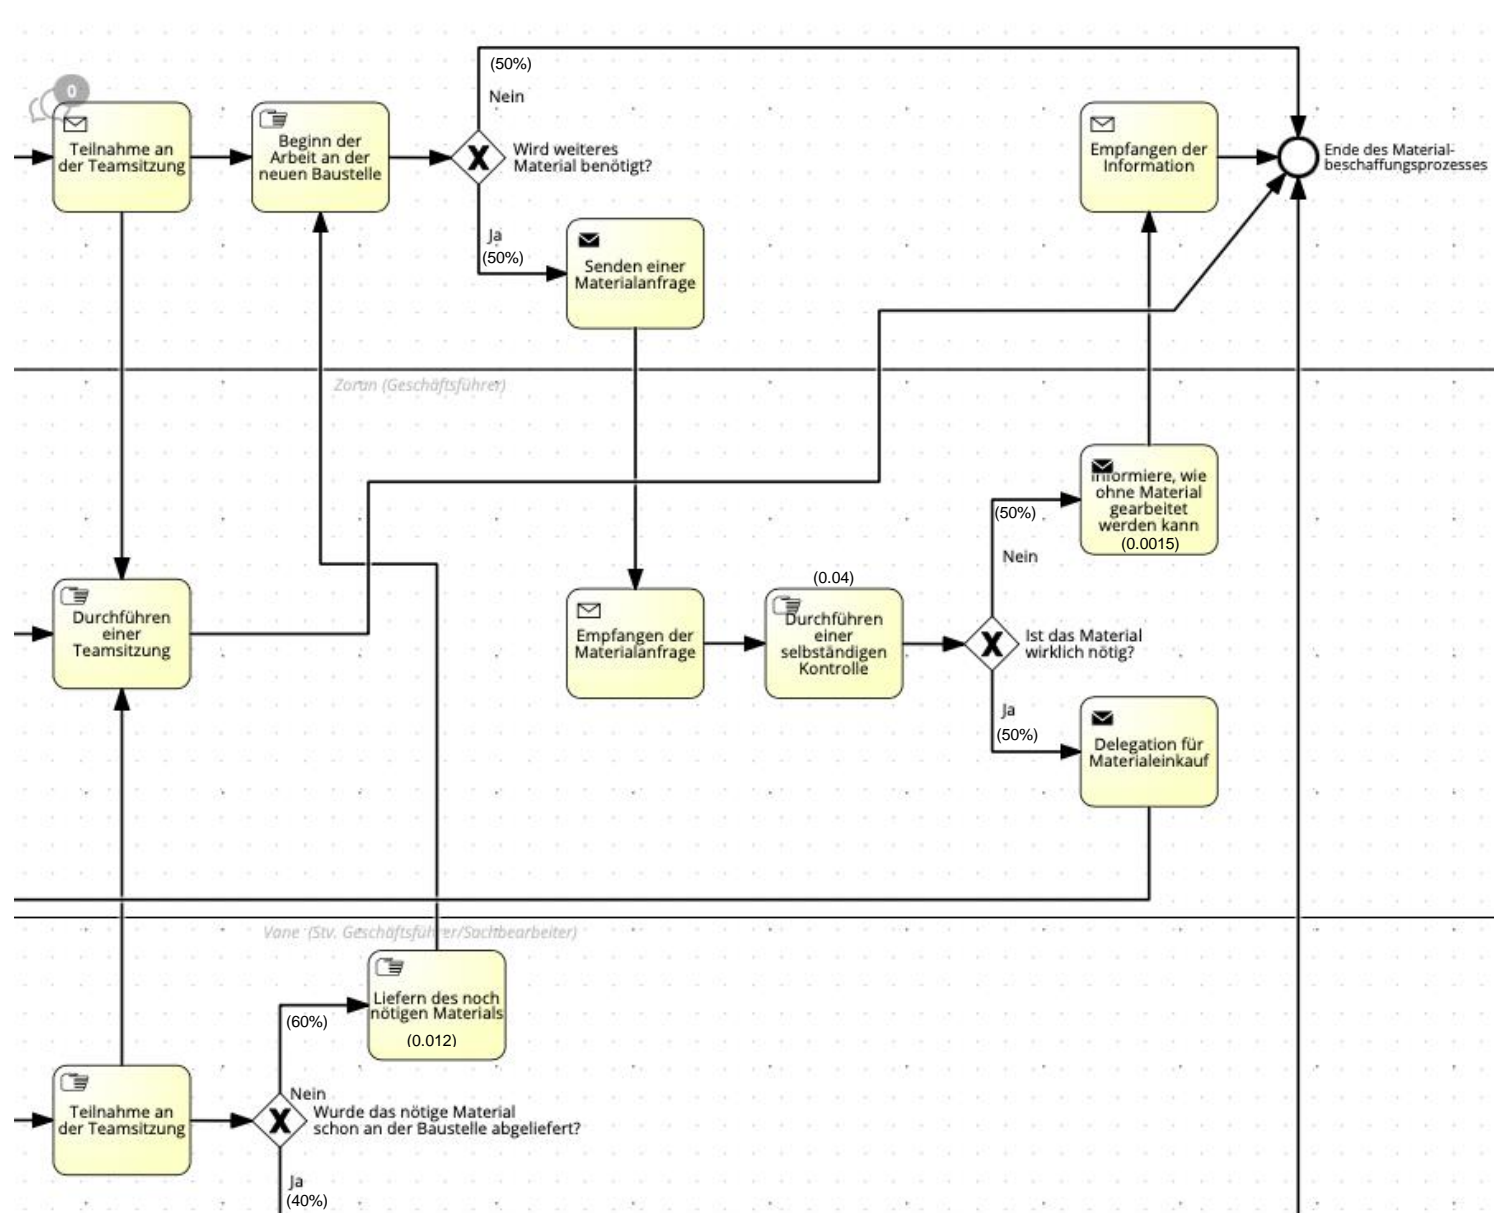 (50%)
Nein
0
Teilnahme an
der Teamsitzung
Beginn der
Arbeit an der
neuen Baustelle
X
Wird weiteres
Material benötigt?
Empfangen der
Information
Ende des Material-
beschaffungsprozesses
Ja
(50%)
Senden einer
Materialanfrage
Zoran (Geschäftsführer)
Informiere, wie
ohne Material
gearbeitet
werden kann
(0.0015)
(50%)
Nein
Durchführen
einer
Teamsitzung
Empfangen der
Materialanfrage
(0.04)
Durchführen
einer
selbständigen
Kontrolle
X
Ist das Material
wirklich nötig?
Ja
(50%)
Delegation für
Materialeinkauf
Vane (Stv. Geschäftsführer/Sachbearbeiter)
Liefern des noch
nötigen Materials
(0.012)
(60%)
Nein
Teilnahme an
der Teamsitzung
X
Wurde das nötige Material
schon an der Baustelle abgeliefert?
Ja
(40%)